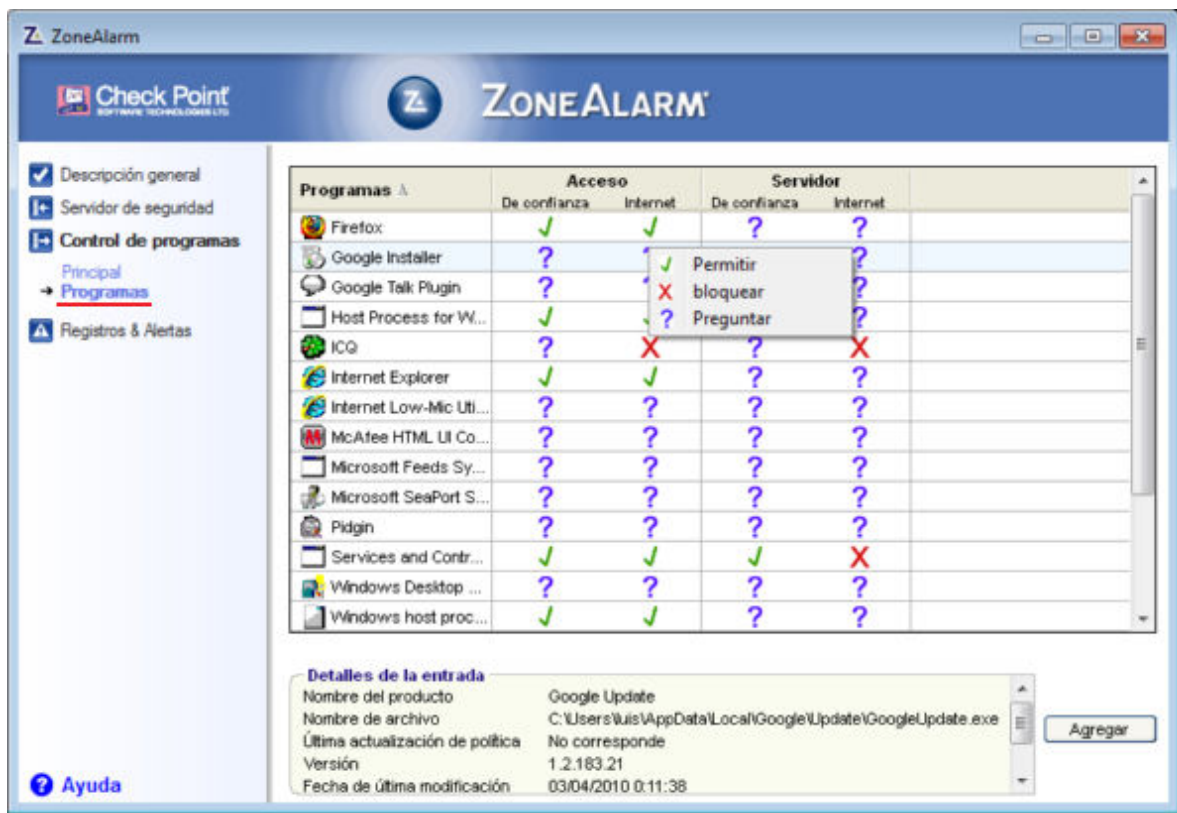 ZoneAlarm
Check Point
SOFTWARE TECHNOLOGIES LTD.
ZONEALARM
Descripción general
Servidor de seguridad
Control de programas
Principal
Programas
Registros & Alertas
Ayuda
Programas Acceso Servidor
De confianza Internet De confianza Internet
Firefox
Google Installer
Google Talk Plugin
Host Process for W...
ICQ
Internet Explorer
Internet Low-Mic Uti...
McAfee HTML UI Co...
Microsoft Feeds Sy...
Microsoft SeaPort S...
Pidgin
Services and Contr...
Windows Desktop ...
Windows host proc...
Permitir
bloquear
Preguntar
Detalles de la entrada
Nombre del producto Google Update
Nombre de archivo C:\Users\luis\AppData\Local\Google\Update\GoogleUpdate.exe
Última actualización de política No corresponde
Versión 1.2.183.21
Fecha de última modificación 03/04/2010 0:11:38
Agregar